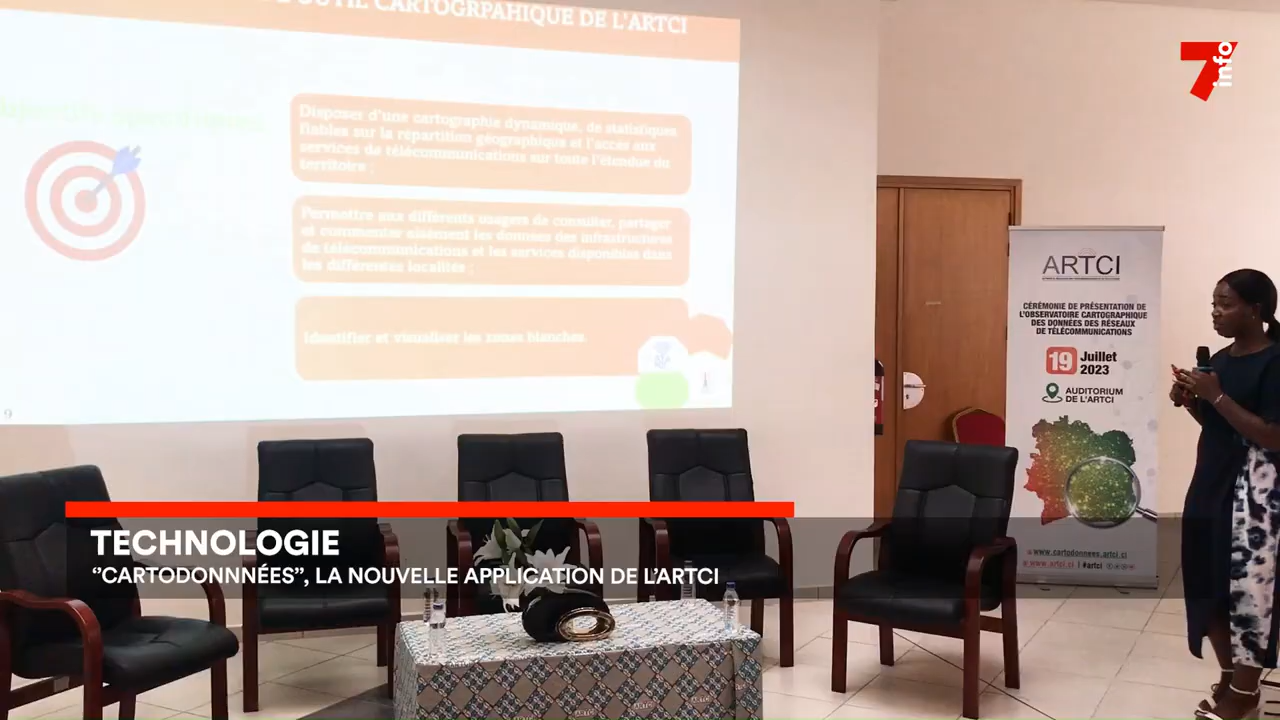 OUTIL CARTOGRPAHIQUE DE L'ARTCI
Disposer d'une cartographie dynamique, de statistiques
fiables sur la répartition géographique et l'accès aux
services de télécommunications sur toute l'étendue du
territoire ;
Permettre aux différents usagers de consulter, partager
et commenter aisément les données des infrastructures
de télécommunications et les services disponibles dans
les différentes localités ;
Identifier et visualiser les zones blanches.
9
7
info
ARTCI
CÉRÉMONIE DE PRÉSENTATION DE
L'OBSERVATOIRE CARTOGRAPHIQUE
DES DONNÉES DES RÉSEAUX
DE TÉLÉCOMMUNICATIONS
19 Juillet
2023
AUDITORIUM
DE L'ARTCI
www.cartodonnees.artci.ci
www.artci.ci | #artci
TECHNOLOGIE
‘’CARTODONNNÉES’’, LA NOUVELLE APPLICATION DE L’ARTCI